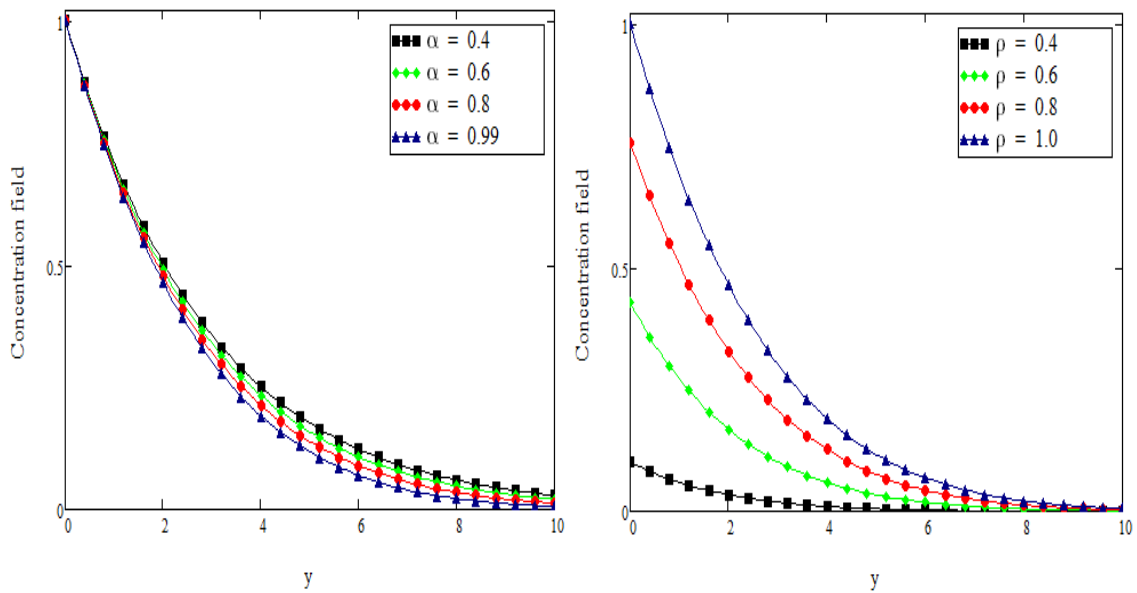 1
0.5
0
0 2 4 6 8 10
Concentration field
y
α = 0.4
α = 0.6
α = 0.8
α = 0.99
1
0.5
0
0 2 4 6 8 10
Concentration field
y
ρ = 0.4
ρ = 0.6
ρ = 0.8
ρ = 1.0